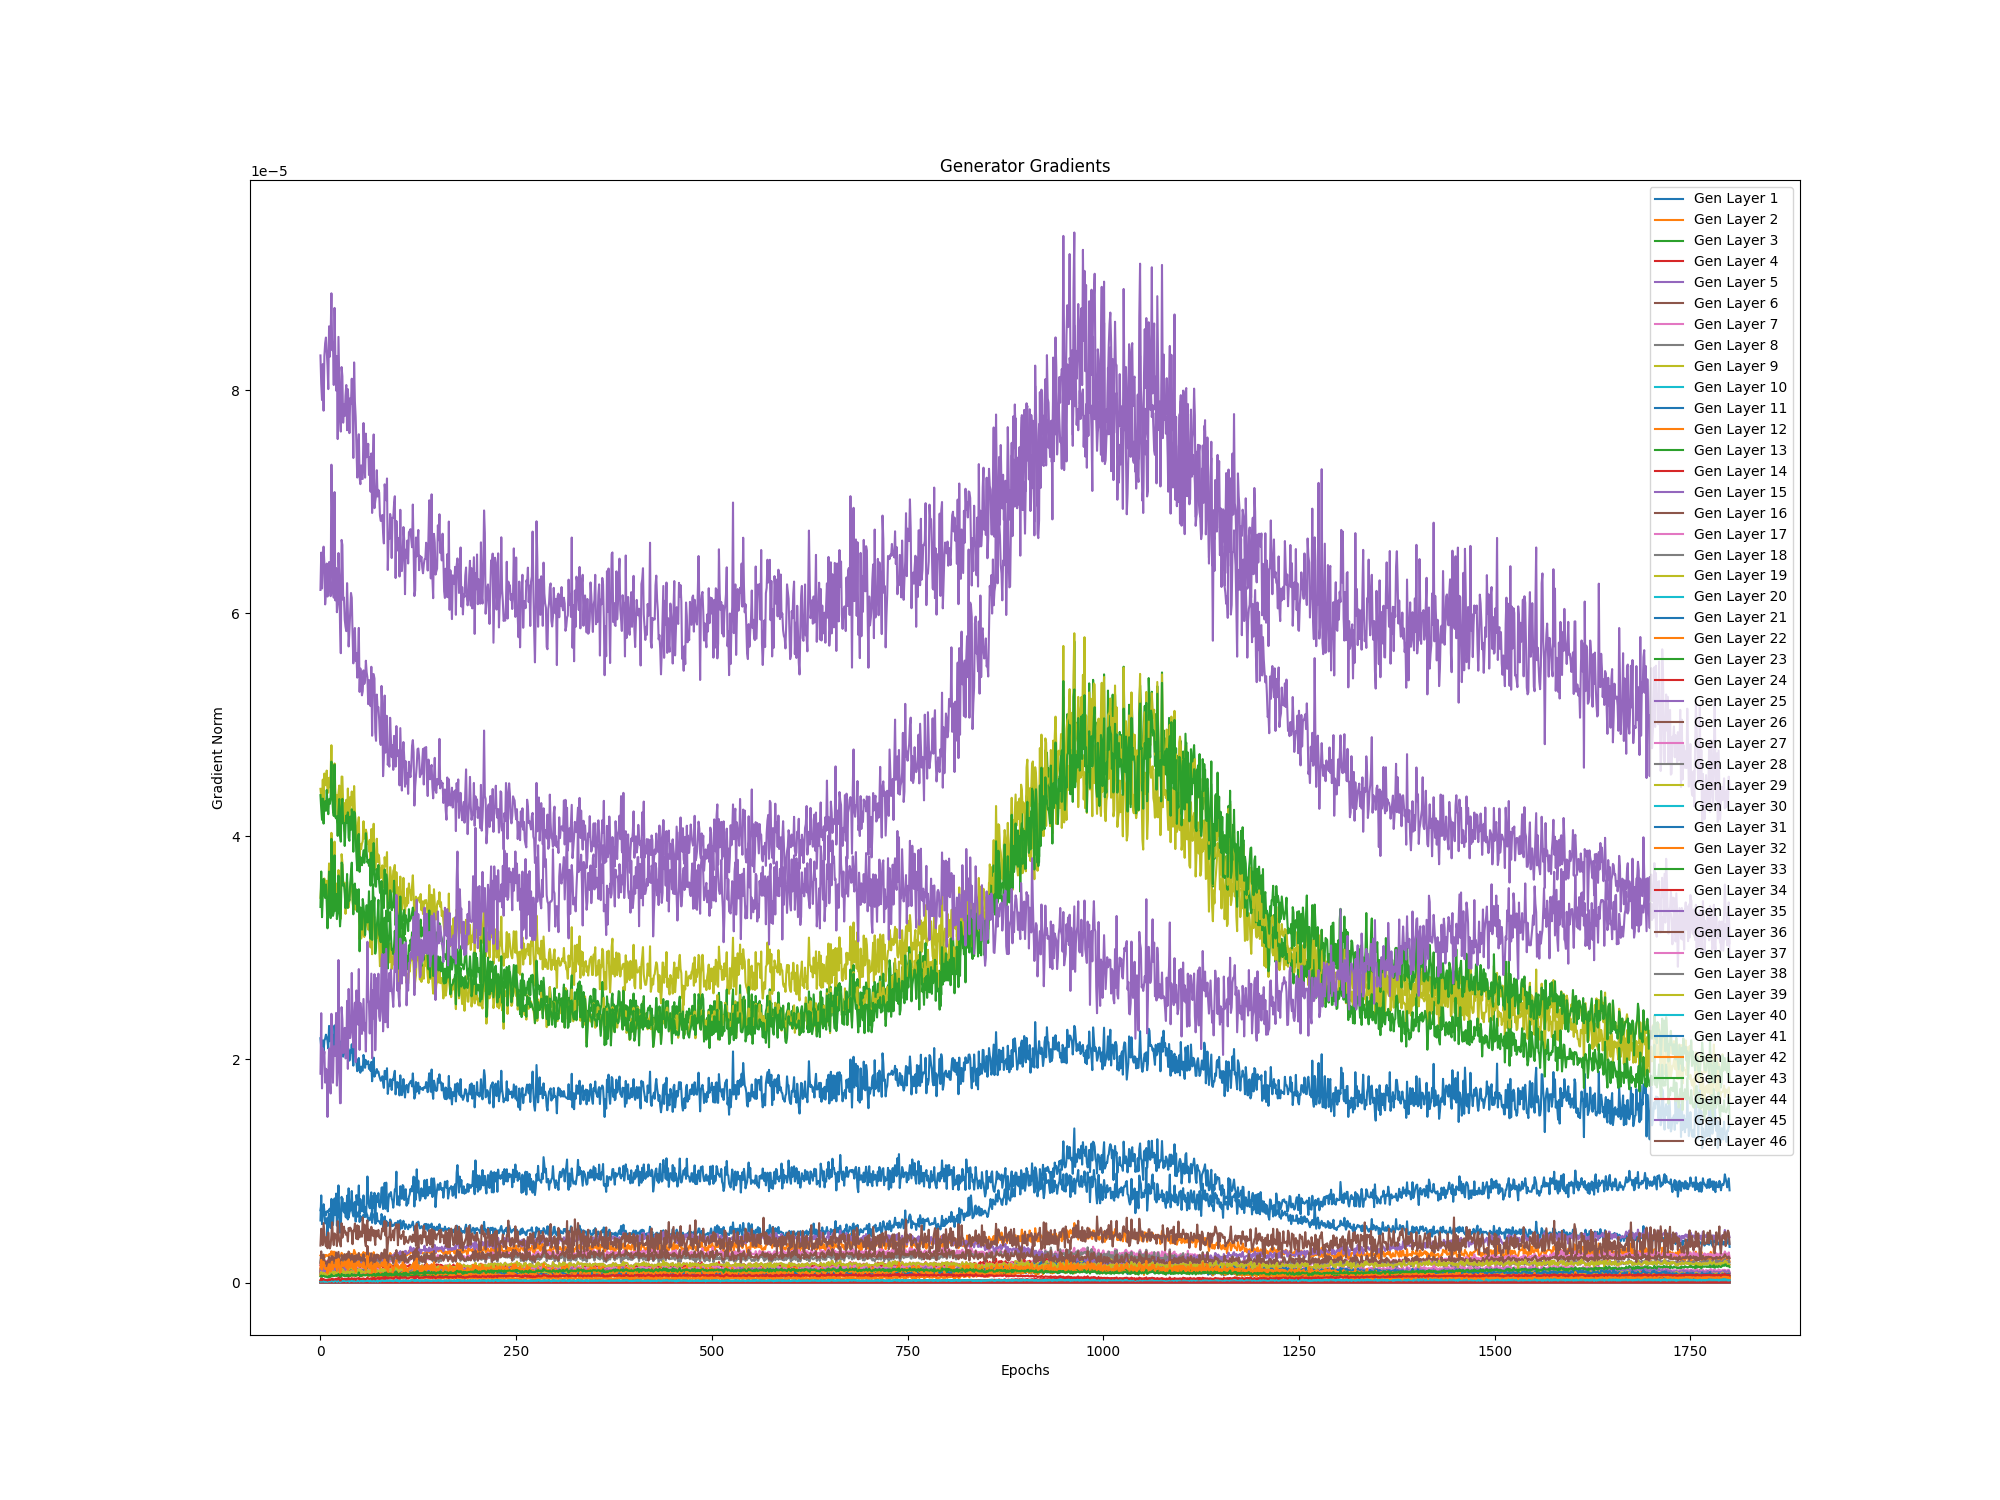 Generator Gradients
1e−5
8
6
4
2
0
Gradient Norm
0 250 500 750 1000 1250 1500 1750
Epochs
Gen Layer 1
Gen Layer 2
Gen Layer 3
Gen Layer 4
Gen Layer 5
Gen Layer 6
Gen Layer 7
Gen Layer 8
Gen Layer 9
Gen Layer 10
Gen Layer 11
Gen Layer 12
Gen Layer 13
Gen Layer 14
Gen Layer 15
Gen Layer 16
Gen Layer 17
Gen Layer 18
Gen Layer 19
Gen Layer 20
Gen Layer 21
Gen Layer 22
Gen Layer 23
Gen Layer 24
Gen Layer 25
Gen Layer 26
Gen Layer 27
Gen Layer 28
Gen Layer 29
Gen Layer 30
Gen Layer 31
Gen Layer 32
Gen Layer 33
Gen Layer 34
Gen Layer 35
Gen Layer 36
Gen Layer 37
Gen Layer 38
Gen Layer 39
Gen Layer 40
Gen Layer 41
Gen Layer 42
Gen Layer 43
Gen Layer 44
Gen Layer 45
Gen Layer 46